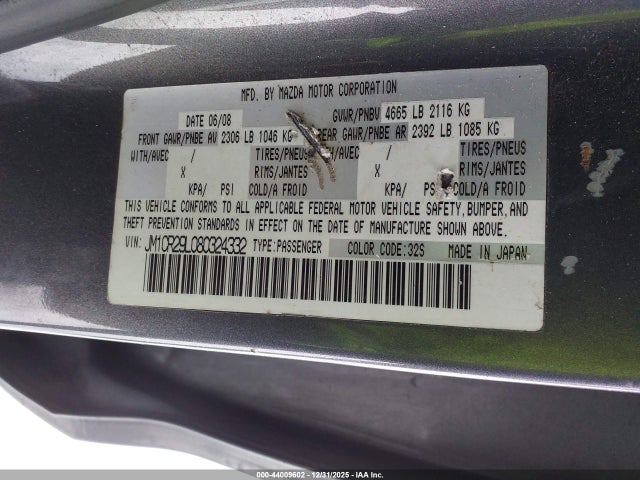 MFD. BY MAZDA MOTOR CORPORATION
DATE 06/08 GVWR/PNBV 4665 LB 2116 KG
FRONT GAWR/PNBE AV 2306 LB 1046 KG REAR GAWR/PNBE AR 2392 LB 1085 KG
WITH/AVEC / TIRES/PNEUS /AVEC / TIRES/PNEUS
X RIMS/JANTES X RIMS/JANTES
KPA/ PSI COLD/A FROID KPA/ PSI COLD/A FROID
THIS VEHICLE CONFORMS TO ALL APPLICABLE FEDERAL MOTOR VEHICLE SAFETY, BUMPER, AND
THEFT PREVENTION STANDARDS IN EFFECT ON THE DATE OF MANUFACTURE SHOWN ABOVE.
VIN: JM1CR29L080324332 TYPE:PASSENGER COLOR CODE:32S MADE IN JAPAN
000-44009602 - 12/31/2025 - IAAI Inc.